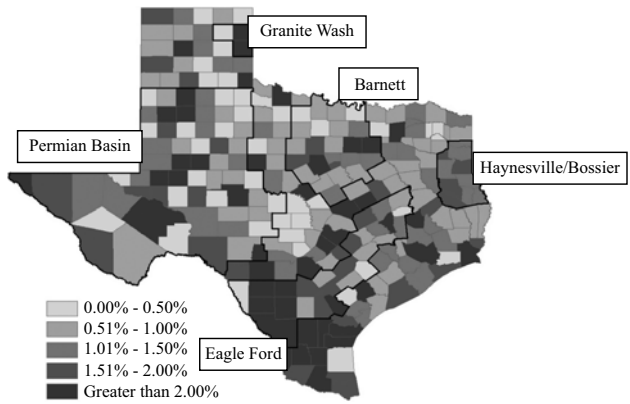 Granite Wash
Barnett
Permian Basin
Haynesville/Bossier
0.00% - 0.50%
0.51% - 1.00%
1.01% - 1.50%
1.51% - 2.00%
Greater than 2.00%
Eagle Ford